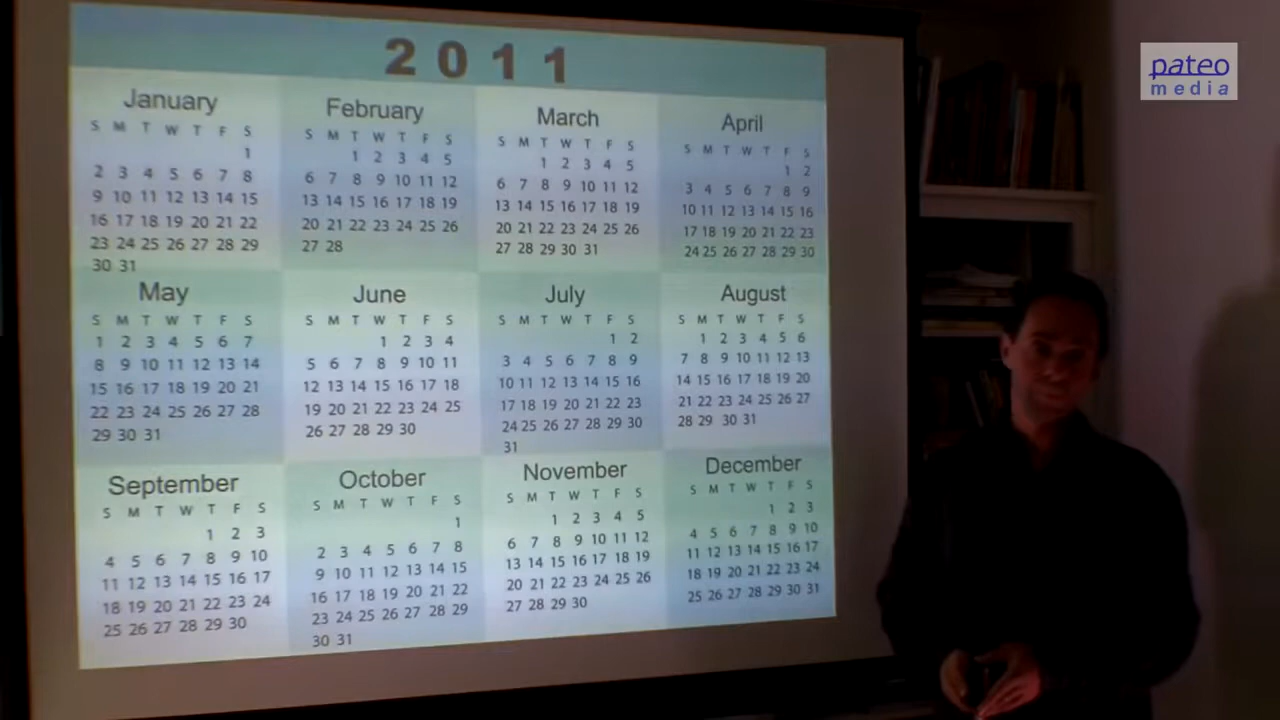 pateo
media
2011
January February March April
S M T W T F S
1
2 3 4 5 6 7 8
9 10 11 12 13 14 15
16 17 18 19 20 21 22
23 24 25 26 27 28 29
30 31
S M T W T F S
1 2 3 4 5
6 7 8 9 10 11 12
13 14 15 16 17 18 19
20 21 22 23 24 25 26
27 28
S M T W T F S
1 2 3 4 5
6 7 8 9 10 11 12
13 14 15 16 17 18 19
20 21 22 23 24 25 26
27 28 29 30 31
S M T W T F S
1 2
3 4 5 6 7 8 9
10 11 12 13 14 15 16
17 18 19 20 21 22 23
24 25 26 27 28 29 30
May June July August
S M T W T F S
1 2 3 4 5 6 7
8 9 10 11 12 13 14
15 16 17 18 19 20 21
22 23 24 25 26 27 28
29 30 31
S M T W T F S
1 2 3 4
5 6 7 8 9 10 11
12 13 14 15 16 17 18
19 20 21 22 23 24 25
26 27 28 29 30
S M T W T F S
1 2
3 4 5 6 7 8 9
10 11 12 13 14 15 16
17 18 19 20 21 22 23
24 25 26 27 28 29 30
31
S M T W T F S
1 2 3 4 5 6
7 8 9 10 11 12 13
14 15 16 17 18 19 20
21 22 23 24 25 26 27
28 29 30 31
September October November December
S M T W T F S
1 2 3
4 5 6 7 8 9 10
11 12 13 14 15 16 17
18 19 20 21 22 23 24
25 26 27 28 29 30
S M T W T F S
1
2 3 4 5 6 7 8
9 10 11 12 13 14 15
16 17 18 19 20 21 22
23 24 25 26 27 28 29
30 31
S M T W T F S
1 2 3 4 5
6 7 8 9 10 11 12
13 14 15 16 17 18 19
20 21 22 23 24 25 26
27 28 29 30
S M T W T F S
1 2 3
4 5 6 7 8 9 10
11 12 13 14 15 16 17
18 19 20 21 22 23 24
25 26 27 28 29 30 31